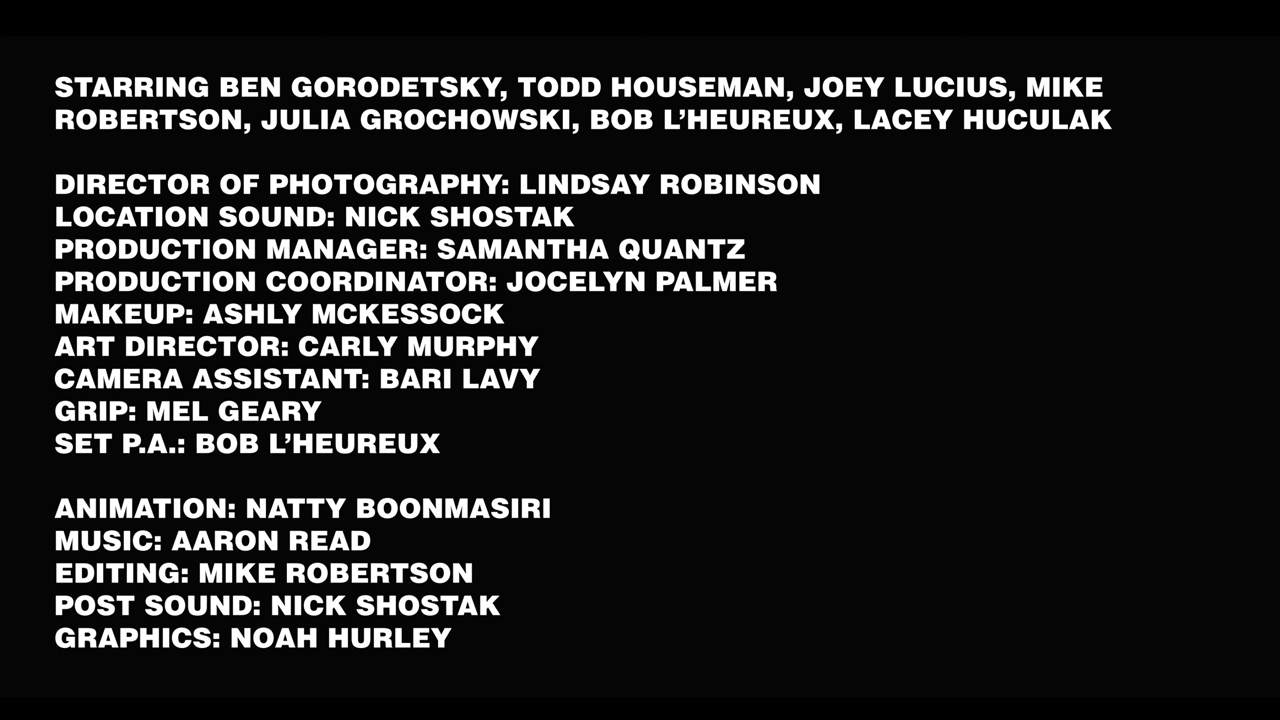 STARRING BEN GORODETSKY, TODD HOUSEMAN, JOEY LUCIUS, MIKE
ROBERTSON, JULIA GROCHOWSKI, BOB L’HEUREUX, LACEY HUCULAK
DIRECTOR OF PHOTOGRAPHY: LINDSAY ROBINSON
LOCATION SOUND: NICK SHOSTAK
PRODUCTION MANAGER: SAMANTHA QUANTZ
PRODUCTION COORDINATOR: JOCELYN PALMER
MAKEUP: ASHLY MCKESSOCK
ART DIRECTOR: CARLY MURPHY
CAMERA ASSISTANT: BARI LAVY
GRIP: MEL GEARY
SET P.A.: BOB L’HEUREUX
ANIMATION: NATTY BOONMASIRI
MUSIC: AARON READ
EDITING: MIKE ROBERTSON
POST SOUND: NICK SHOSTAK
GRAPHICS: NOAH HURLEY